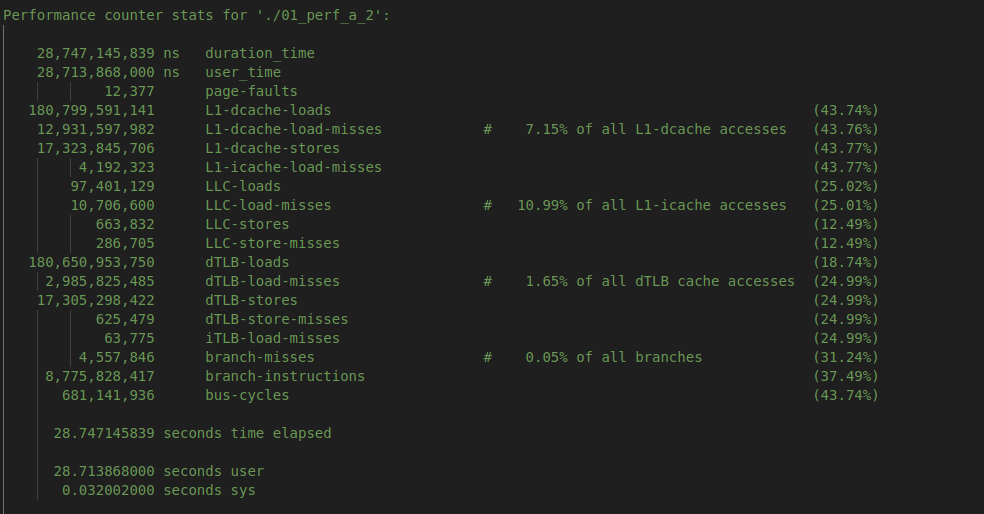 Performance counter stats for './01_perf_a_2':
28,747,145,839 ns duration_time
28,713,868,000 ns user_time
12,377 page-faults
180,799,591,141 L1-dcache-loads (43.74%)
12,931,597,982 L1-dcache-load-misses # 7.15% of all L1-dcache accesses (43.76%)
17,323,845,706 L1-dcache-stores (43.77%)
4,192,323 L1-icache-load-misses (43.77%)
97,401,129 LLC-loads (25.02%)
10,706,600 LLC-load-misses # 10.99% of all L1-icache accesses (25.01%)
663,832 LLC-stores (12.49%)
286,705 LLC-store-misses (12.49%)
180,650,953,750 dTLB-loads (18.74%)
2,985,825,485 dTLB-load-misses # 1.65% of all dTLB cache accesses (24.99%)
17,305,298,422 dTLB-stores (24.99%)
625,479 dTLB-store-misses (24.99%)
63,775 iTLB-load-misses (24.99%)
4,557,846 branch-misses # 0.05% of all branches (31.24%)
8,775,828,417 branch-instructions (37.49%)
681,141,936 bus-cycles (43.74%)
28.747145839 seconds time elapsed
28.713868000 seconds user
0.032002000 seconds sys